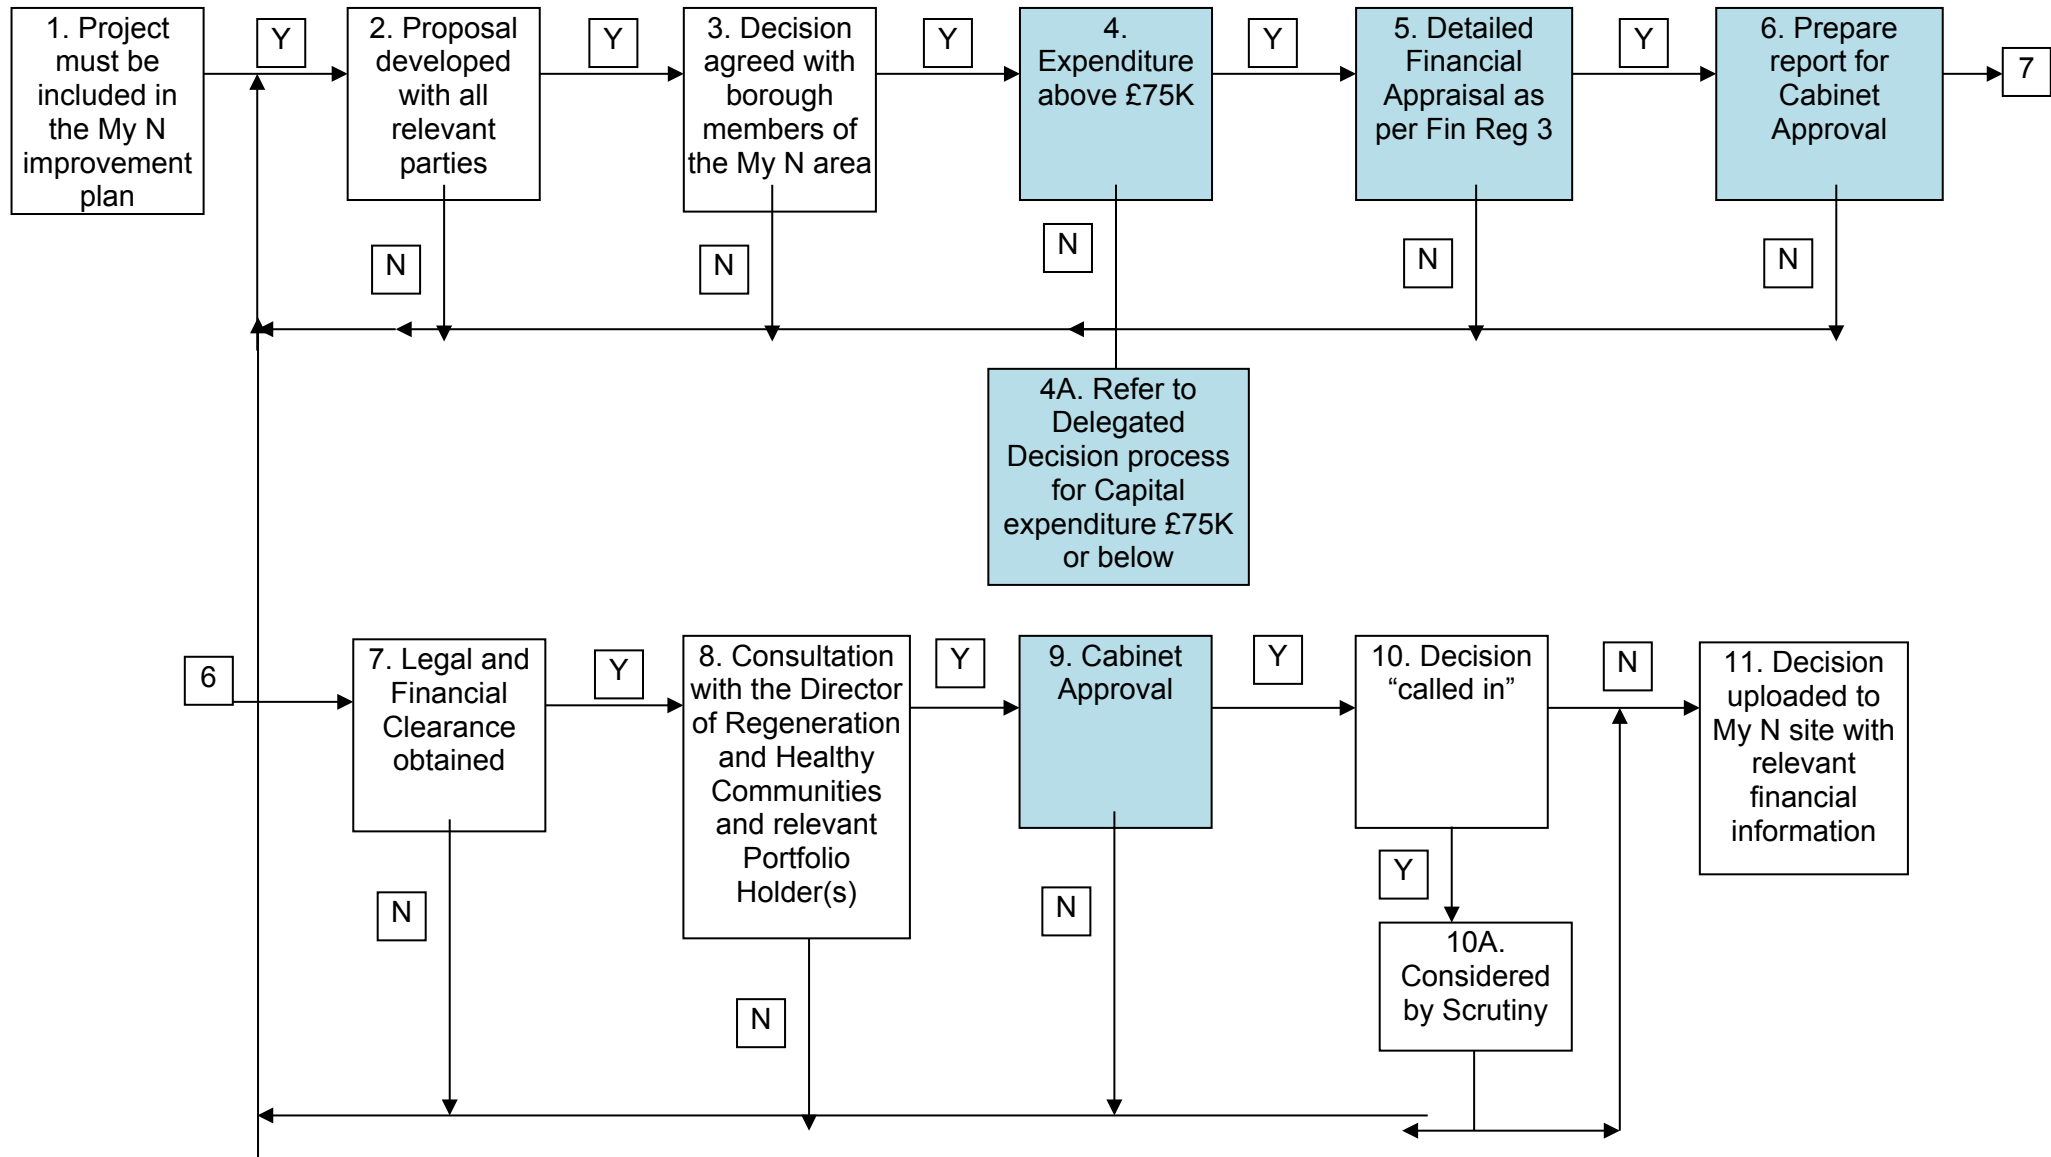 1. Project
must be
included in
the My N
improvement
plan
Y
2. Proposal
developed
with all
relevant
parties
Y
3. Decision
agreed with
borough
members of
the My N area
Y
4.
Expenditure
above £75K
Y
5. Detailed
Financial
Appraisal as
per Fin Reg 3
Y
6. Prepare
report for
Cabinet
Approval
7
N
N
N
N
N
4A. Refer to
Delegated
Decision process
for Capital
expenditure £75K
or below
6
7. Legal and
Financial
Clearance
obtained
Y
8. Consultation
with the Director
of Regeneration
and Healthy
Communities
and relevant
Portfolio
Holder(s)
Y
9. Cabinet
Approval
Y
10. Decision
“called in”
N
11. Decision
uploaded to
My N site with
relevant
financial
information
N
N
N
Y
10A.
Considered
by Scrutiny